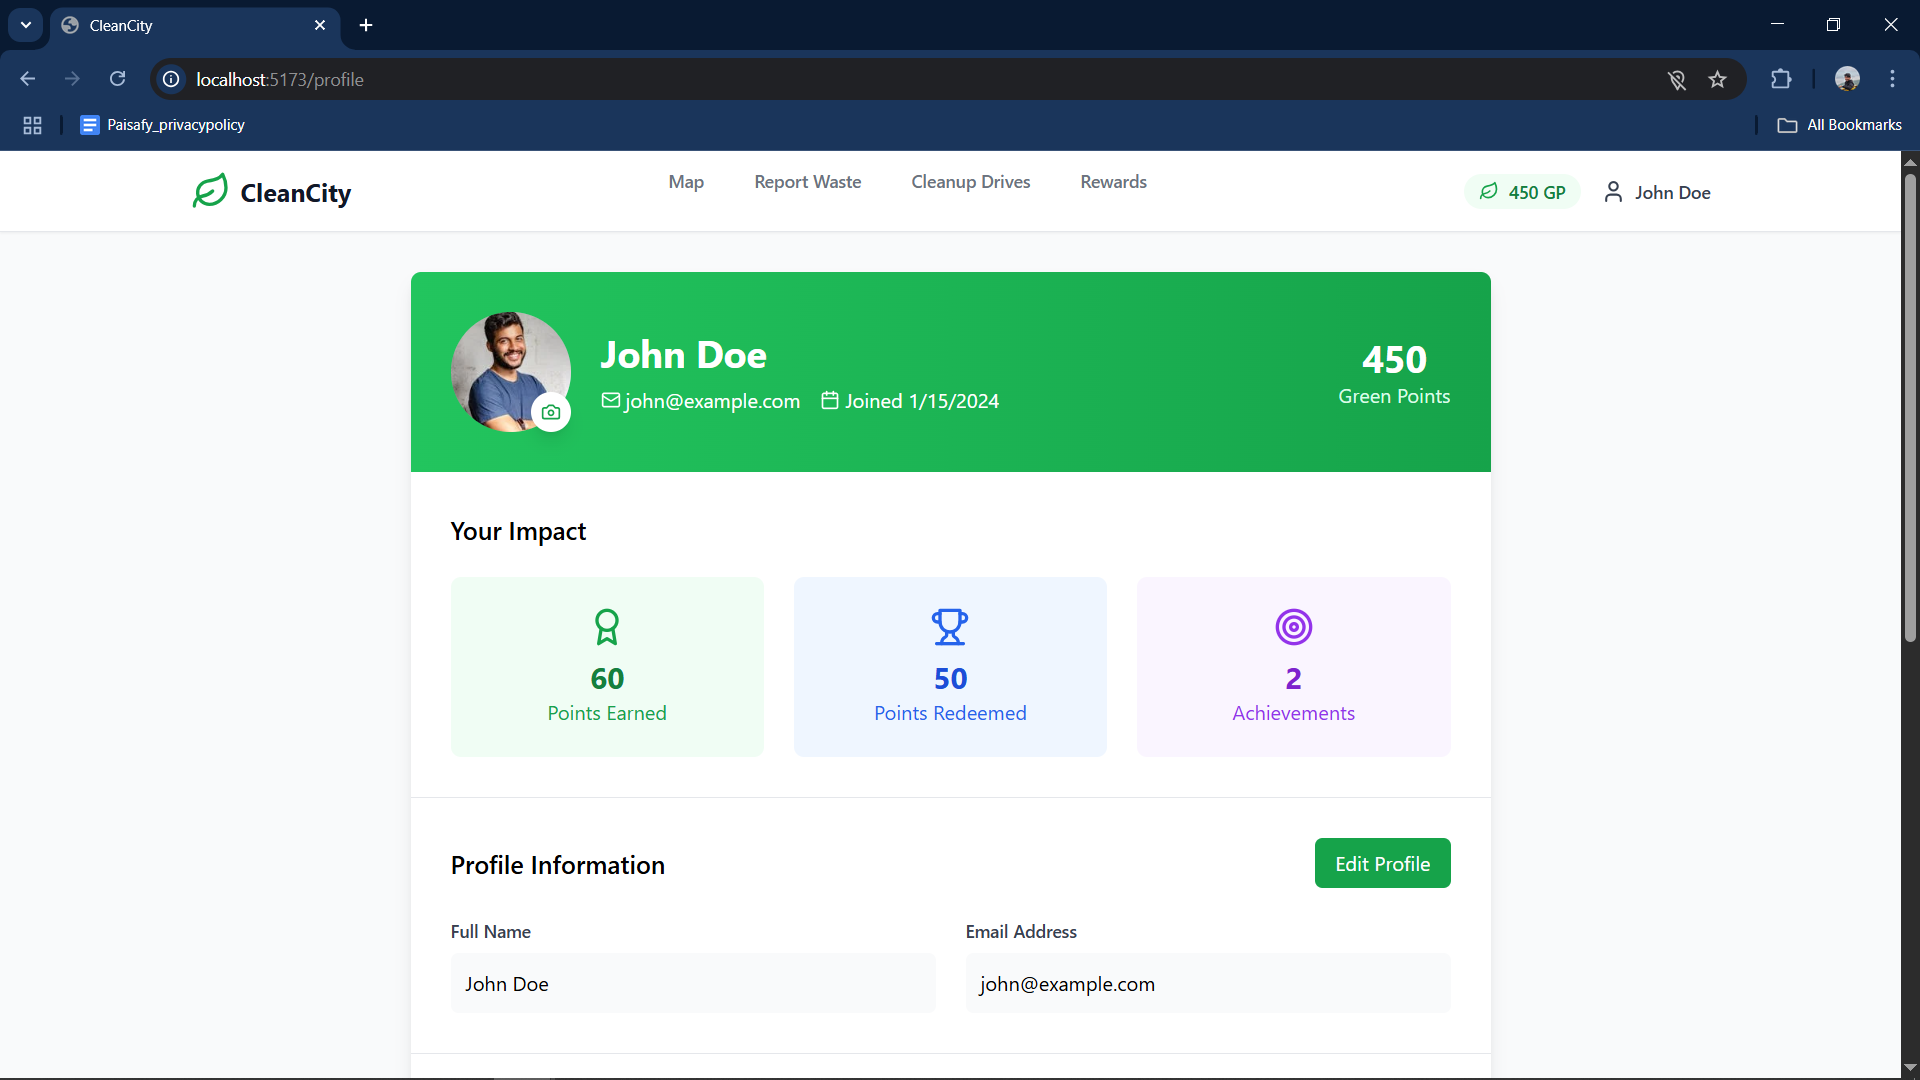 CleanCity
localhost:5173/profile
Paisafy_privacypolicy
All Bookmarks
CleanCity
Map
Report Waste
Cleanup Drives
Rewards
450 GP
John Doe
John Doe
john@example.com
Joined 1/15/2024
450
Green Points
Your Impact
60
Points Earned
50
Points Redeemed
2
Achievements
Profile Information
Edit Profile
Full Name
Email Address
John Doe
john@example.com